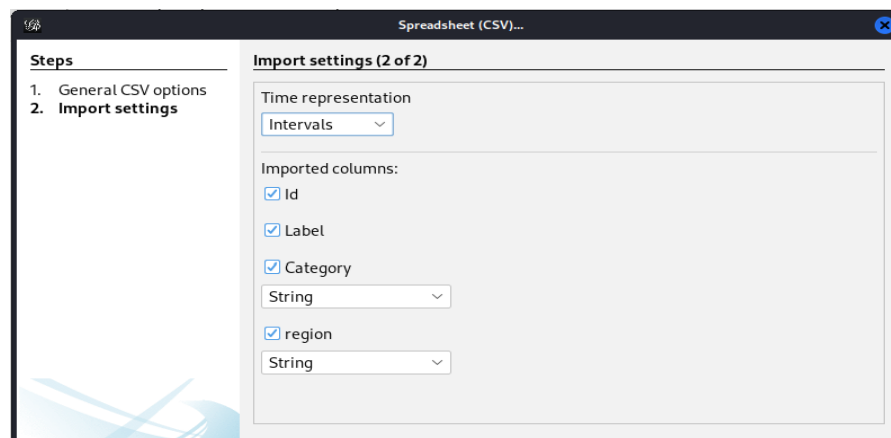 Spreadsheet (CSV)...
Steps
1. General CSV options
2. Import settings
Import settings (2 of 2)
Time representation
Intervals
Imported columns:
Id
Label
Category
String
region
String